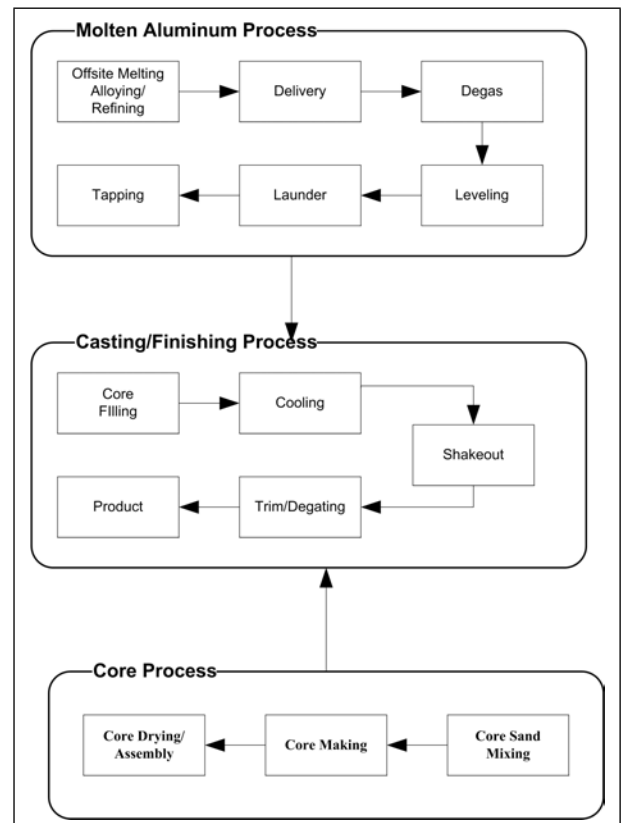 Molten Aluminum Process
Offsite Melting
Alloying/
Refining
Delivery
Degas
Tapping
Launder
Leveling
Casting/Finishing Process
Core
FIlling
Cooling
Shakeout
Product
Trim/Degating
Core Process
Core Drying/
Assembly
Core Making
Core Sand
Mixing